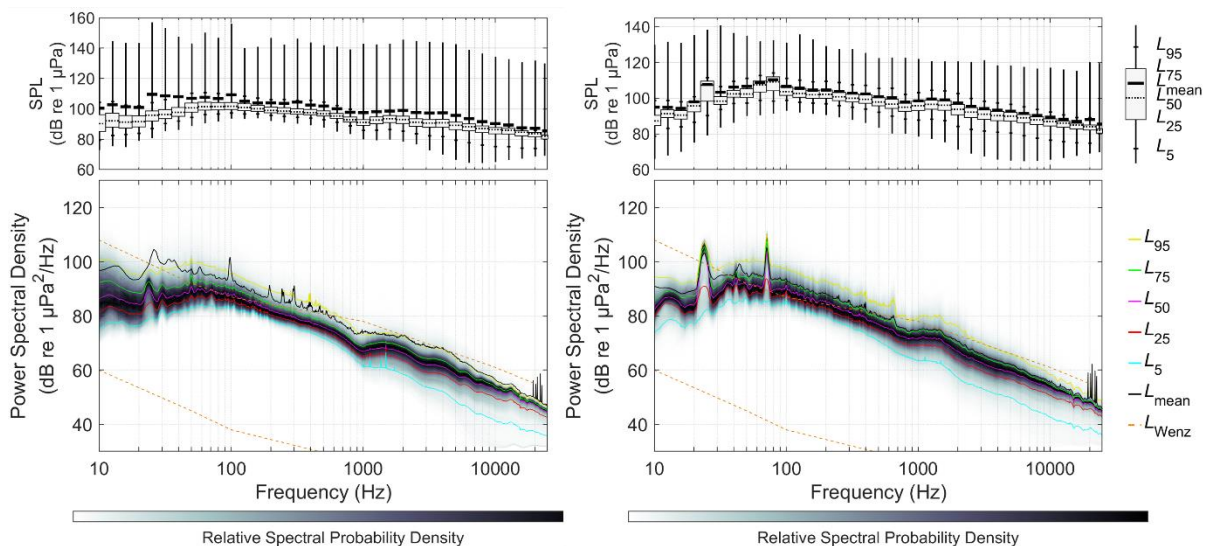 SPL
(dB re 1 µPa)
160
140
120
100
80
60
SPL
(dB re 1 µPa)
140
120
100
80
60
L95
L75
Lmean
L50
L25
L5
Power Spectral Density
(dB re 1 µPa2/Hz)
120
100
80
60
40
10 100 1000 10000
Frequency (Hz)
Relative Spectral Probability Density
Power Spectral Density
(dB re 1 µPa2/Hz)
120
100
80
60
40
10 100 1000 10000
Frequency (Hz)
Relative Spectral Probability Density
L95
L75
L50
L25
L5
Lmean
LWenz